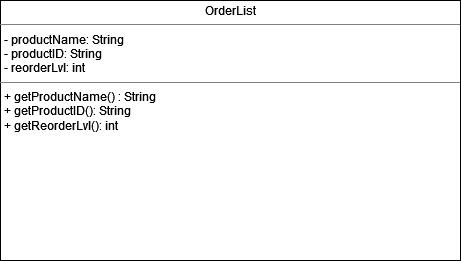 OrderList
- productName: String
- productID: String
- reorderLvl: int
+ getProductName() : String
+ getProductID(): String
+ getReorderLvl(): int